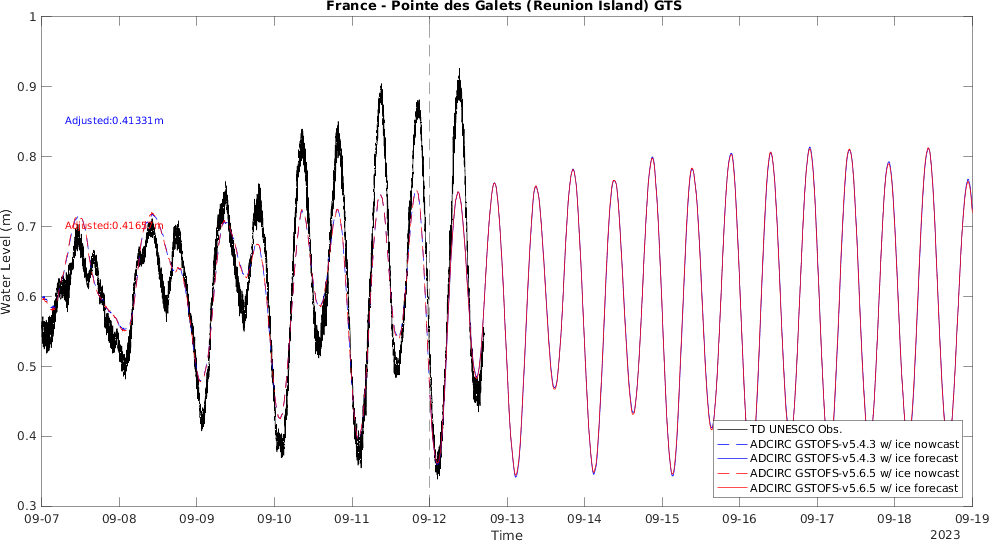 France - Pointe des Galets (Reunion Island) GTS
1
0.9
0.8
0.7
0.6
0.5
0.4
0.3
Water Level (m)
Adjusted:0.41331m
TD UNESCO Obs.
ADCIRC GSTOFS-v5.4.3 w/ ice nowcast
ADCIRC GSTOFS-v5.4.3 w/ ice forecast
ADCIRC GSTOFS-v5.6.5 w/ ice nowcast
ADCIRC GSTOFS-v5.6.5 w/ ice forecast
09-07 09-08 09-09 09-10 09-11 09-12 09-13 09-14 09-15 09-16 09-17 09-18 09-19
Time
2023